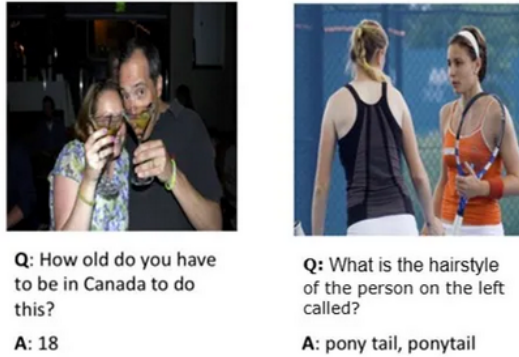 Q: How old do you have
to be in Canada to do
this?
A: 18
Q: What is the hairstyle
of the person on the left
called?
A: pony tail, ponytail